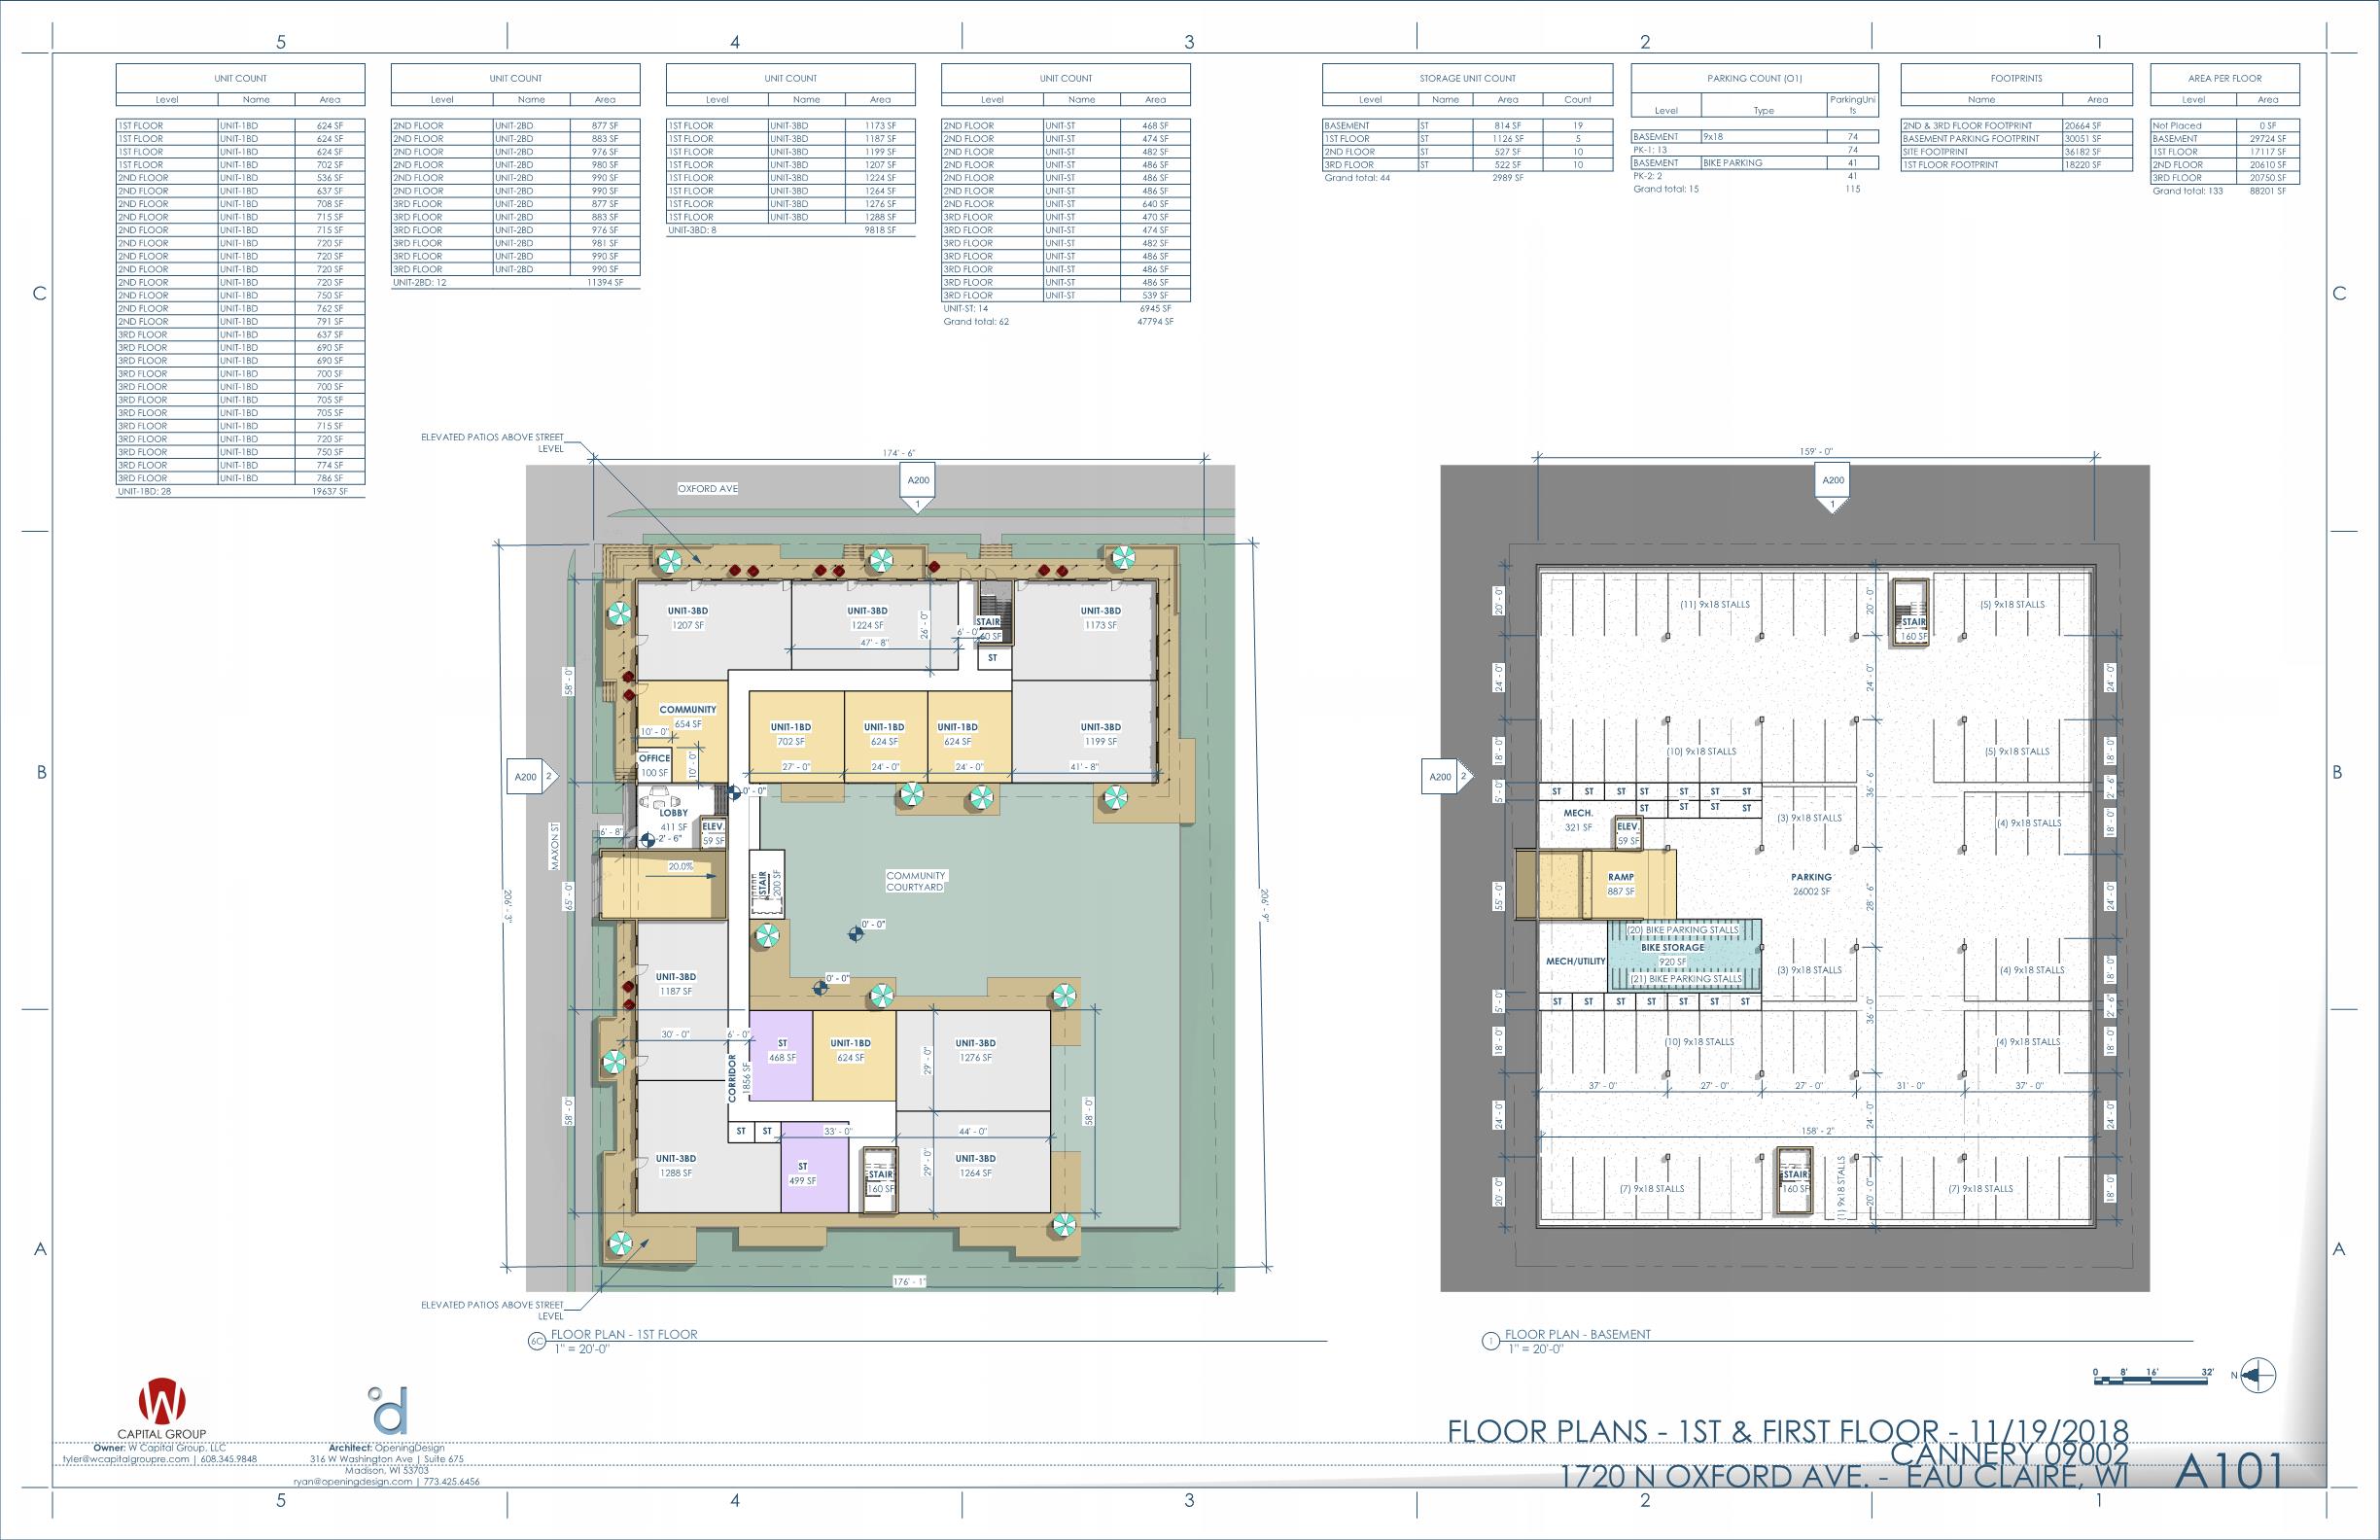 5 4 3 2 1
UNIT COUNT
Level Name Area
1ST FLOOR UNIT-1BD 624 SF
1ST FLOOR UNIT-1BD 624 SF
1ST FLOOR UNIT-1BD 624 SF
1ST FLOOR UNIT-1BD 702 SF
2ND FLOOR UNIT-1BD 536 SF
2ND FLOOR UNIT-1BD 637 SF
2ND FLOOR UNIT-1BD 708 SF
2ND FLOOR UNIT-1BD 715 SF
2ND FLOOR UNIT-1BD 715 SF
2ND FLOOR UNIT-1BD 720 SF
2ND FLOOR UNIT-1BD 720 SF
2ND FLOOR UNIT-1BD 720 SF
2ND FLOOR UNIT-1BD 720 SF
2ND FLOOR UNIT-1BD 750 SF
2ND FLOOR UNIT-1BD 762 SF
2ND FLOOR UNIT-1BD 791 SF
3RD FLOOR UNIT-1BD 637 SF
3RD FLOOR UNIT-1BD 690 SF
3RD FLOOR UNIT-1BD 690 SF
3RD FLOOR UNIT-1BD 700 SF
3RD FLOOR UNIT-1BD 700 SF
3RD FLOOR UNIT-1BD 705 SF
3RD FLOOR UNIT-1BD 705 SF
3RD FLOOR UNIT-1BD 715 SF
3RD FLOOR UNIT-1BD 720 SF
3RD FLOOR UNIT-1BD 750 SF
3RD FLOOR UNIT-1BD 774 SF
3RD FLOOR UNIT-1BD 786 SF
UNIT-1BD: 28 19637 SF
UNIT COUNT
Level Name Area
2ND FLOOR UNIT-2BD 877 SF
2ND FLOOR UNIT-2BD 883 SF
2ND FLOOR UNIT-2BD 976 SF
2ND FLOOR UNIT-2BD 980 SF
2ND FLOOR UNIT-2BD 990 SF
2ND FLOOR UNIT-2BD 990 SF
3RD FLOOR UNIT-2BD 877 SF
3RD FLOOR UNIT-2BD 883 SF
3RD FLOOR UNIT-2BD 976 SF
3RD FLOOR UNIT-2BD 981 SF
3RD FLOOR UNIT-2BD 990 SF
3RD FLOOR UNIT-2BD 990 SF
UNIT-2BD: 12 11394 SF
UNIT COUNT
Level Name Area
1ST FLOOR UNIT-3BD 1173 SF
1ST FLOOR UNIT-3BD 1187 SF
1ST FLOOR UNIT-3BD 1199 SF
1ST FLOOR UNIT-3BD 1207 SF
1ST FLOOR UNIT-3BD 1224 SF
1ST FLOOR UNIT-3BD 1264 SF
1ST FLOOR UNIT-3BD 1276 SF
1ST FLOOR UNIT-3BD 1288 SF
UNIT-3BD: 8 9818 SF
UNIT COUNT
Level Name Area
2ND FLOOR UNIT-ST 468 SF
2ND FLOOR UNIT-ST 474 SF
2ND FLOOR UNIT-ST 482 SF
2ND FLOOR UNIT-ST 486 SF
2ND FLOOR UNIT-ST 486 SF
2ND FLOOR UNIT-ST 486 SF
2ND FLOOR UNIT-ST 640 SF
3RD FLOOR UNIT-ST 470 SF
3RD FLOOR UNIT-ST 474 SF
3RD FLOOR UNIT-ST 482 SF
3RD FLOOR UNIT-ST 486 SF
3RD FLOOR UNIT-ST 486 SF
3RD FLOOR UNIT-ST 486 SF
3RD FLOOR UNIT-ST 539 SF
UNIT-ST: 14 6945 SF
Grand total: 62 47794 SF
STORAGE UNIT COUNT
Level Name Area Count
BASEMENT ST 814 SF 19
1ST FLOOR ST 1126 SF 5
2ND FLOOR ST 527 SF 10
3RD FLOOR ST 522 SF 10
Grand total: 44 2989 SF
PARKING COUNT (O1)
Level Type ParkingUni
ts
BASEMENT 9x18 74
PK-1: 13 74
BASEMENT BIKE PARKING 41
PK-2: 2 41
Grand total: 15 115
FOOTPRINTS
Name Area
2ND & 3RD FLOOR FOOTPRINT 20664 SF
BASEMENT PARKING FOOTPRINT 30051 SF
SITE FOOTPRINT 36182 SF
1ST FLOOR FOOTPRINT 18220 SF
AREA PER FLOOR
Level Area
Not Placed 0 SF
BASEMENT 29724 SF
1ST FLOOR 17117 SF
2ND FLOOR 20610 SF
3RD FLOOR 20750 SF
Grand total: 133 88201 SF
C C
B B
A A
ELEVATED PATIOS ABOVE STREET
LEVEL
174' - 6"
A200
1
OXFORD AVE
UNIT-3BD
1207 SF
UNIT-3BD
1224 SF
47' - 8"
26' - 0"
6' - 0"
STAIR
60 SF
ST
UNIT-3BD
1173 SF
58' - 0"
COMMUNITY
654 SF
10' - 0"
OFFICE
100 SF
10' - 0"
UNIT-1BD
702 SF
27' - 0"
UNIT-1BD
624 SF
24' - 0"
UNIT-1BD
624 SF
24' - 0"
UNIT-3BD
1199 SF
41' - 8"
A200 2
0' - 0"
LOBBY
411 SF
-2' - 6"
ELEV.
59 SF
6' - 8"
MAXON ST
20.0%
65' - 0"
206' - 3"
206' - 9"
STAIR
200 SF
COMMUNITY
COURTYARD
0' - 0"
0' - 0"
UNIT-3BD
1187 SF
30' - 0"
6' - 0"
CORRIDOR
1856 SF
ST
468 SF
UNIT-1BD
624 SF
UNIT-3BD
1276 SF
29' - 0"
58' - 0"
58' - 0"
ST ST
33' - 0"
44' - 0"
UNIT-3BD
1288 SF
ST
499 SF
STAIR
160 SF
29' - 0"
UNIT-3BD
1264 SF
176' - 1"
ELEVATED PATIOS ABOVE STREET
LEVEL
6C FLOOR PLAN - 1ST FLOOR
1" = 20'-0"
159' - 0"
A200
1
20' - 0"
(11) 9x18 STALLS
20' - 0"
STAIR
160 SF
(5) 9x18 STALLS
24' - 0"
24' - 0"
24' - 0"
18' - 0"
(10) 9x18 STALLS
(5) 9x18 STALLS
18' - 0"
A200 2
5' - 0"
ST ST ST ST ST ST ST
ST ST ST ST
36' - 6"
2' - 6"
MECH.
321 SF
ELEV.
59 SF
(3) 9x18 STALLS
(4) 9x18 STALLS
18' - 0"
RAMP
887 SF
PARKING
26002 SF
55' - 0"
28' - 6"
24' - 0"
(20) BIKE PARKING STALLS
BIKE STORAGE
920 SF
(21) BIKE PARKING STALLS
MECH/UTILITY
(3) 9x18 STALLS
(4) 9x18 STALLS
18' - 0"
5' - 0"
ST ST ST ST ST ST ST
36' - 0"
2' - 6"
18' - 0"
(10) 9x18 STALLS
(4) 9x18 STALLS
18' - 0"
37' - 0" 27' - 0" 27' - 0" 31' - 0" 37' - 0"
24' - 0"
24' - 0"
24' - 0"
158' - 2"
20' - 0"
(7) 9x18 STALLS
STAIR
160 SF
(1) 9x18 STALLS
20' - 0"
(7) 9x18 STALLS
18' - 0"
1 FLOOR PLAN - BASEMENT
1" = 20'-0"
0 8' 16' 32'
N
W
CAPITAL GROUP
Owner: W Capital Group, LLC
tyler@wcapitalgroupre.com | 608.345.9848
d
Architect: OpeningDesign
316 W Washington Ave | Suite 675
Madison, WI 53703
ryan@openingdesign.com | 773.425.6456
FLOOR PLANS - 1ST & FIRST FLOOR - 11/19/2018
CANNERY 09002
1720 N OXFORD AVE. - EAU CLAIRE, WI
A101
5 4 3 2 1